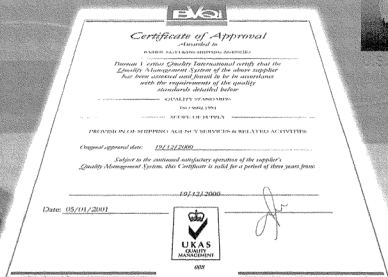 BVQi
Certificate of Approval
Awarded to
SHIPPING AGENCIES
Bureau Veritas Quality International certify that the
Quality Management System of the above supplier
has been assessed and found to be in accordance
with the requirements of the quality
standards detailed below
QUALITY STANDARDS
SCOPE OF SUPPLY
PROVISION OF SHIPPING AGENCY SERVICES & RELATED ACTIVITIES
Original approval date: 19/12/2000
Subject to the continued satisfactory operation of the supplier's
Quality Management System, this Certificate is valid for a period of three years from:
19/12/2000
Date: 05/01/2001
UKAS
QUALITY
MANAGEMENT
008